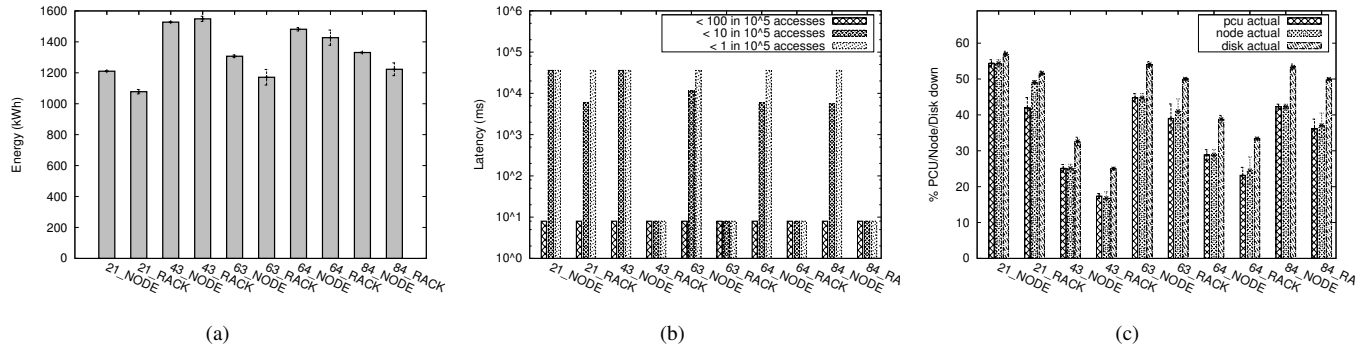 1600
1400
1200
1000
800
600
400
200
0
Energy (kWh)
21_NODE
21_RACK
43_NODE
43_RACK
63_NODE
63_RACK
64_NODE
64_RACK
84_NODE
84_RACK
(a)
10^6
10^5
10^4
10^3
10^2
10^1
10^0
Latency (ms)
< 100 in 10^5 accesses
< 10 in 10^5 accesses
< 1 in 10^5 accesses
21_NODE
21_RACK
43_NODE
43_RACK
63_NODE
63_RACK
64_NODE
64_RACK
84_NODE
84_RA
(b)
60
50
40
30
20
10
0
% PCU/Node/Disk down
pcu actual
node actual
disk actual
21_NODE
21_RACK
43_NODE
43_RACK
63_NODE
63_RACK
64_NODE
64_RACK
84_NODE
84_RA
(c)